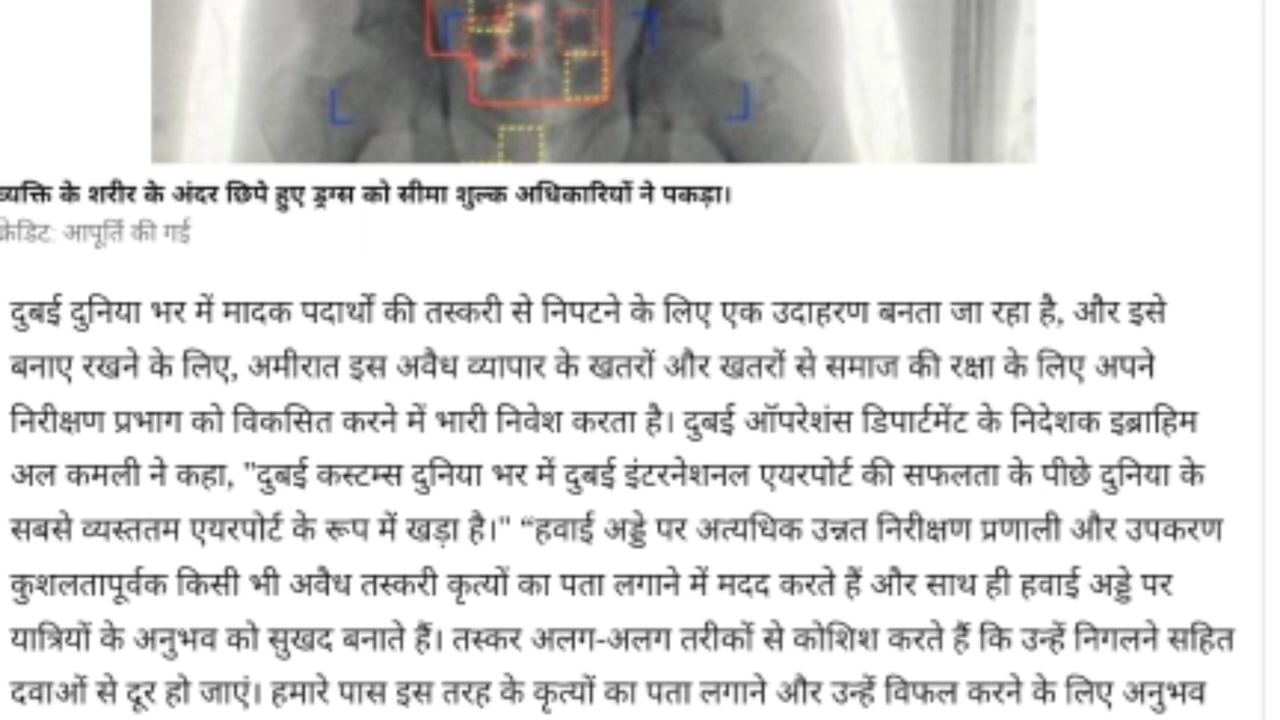 व्यक्ति के शरीर के अंदर छिपे हुए ड्रग्स को सीमा शुल्क अधिकारियों ने पकड़ा।
क्रेडिट: आपूर्ति की गई
दुबई दुनिया भर में मादक पदार्थों की तस्करी से निपटने के लिए एक उदाहरण बनता जा रहा है, और इसे
बनाए रखने के लिए, अमीरात इस अवैध व्यापार के खतरों और खतरों से समाज की रक्षा के लिए अपने
निरीक्षण प्रभाग को विकसित करने में भारी निवेश करता है। दुबई ऑपरेशंस डिपार्टमेंट के निदेशक इब्राहिम
अल कमली ने कहा, "दुबई कस्टम्स दुनिया भर में दुबई इंटरनेशनल एयरपोर्ट की सफलता के पीछे दुनिया के
सबसे व्यस्ततम एयरपोर्ट के रूप में खड़ा है।" “हवाई अड्डे पर अत्यधिक उन्नत निरीक्षण प्रणाली और उपकरण
कुशलतापूर्वक किसी भी अवैध तस्करी कृत्यों का पता लगाने में मदद करते हैं और साथ ही हवाई अड्डे पर
यात्रियों के अनुभव को सुखद बनाते हैं। तस्कर अलग-अलग तरीकों से कोशिश करते हैं कि उन्हें निगलने सहित
दवाओं से दूर हो जाएं। हमारे पास इस तरह के कृत्यों का पता लगाने और उन्हें विफल करने के लिए अनुभव